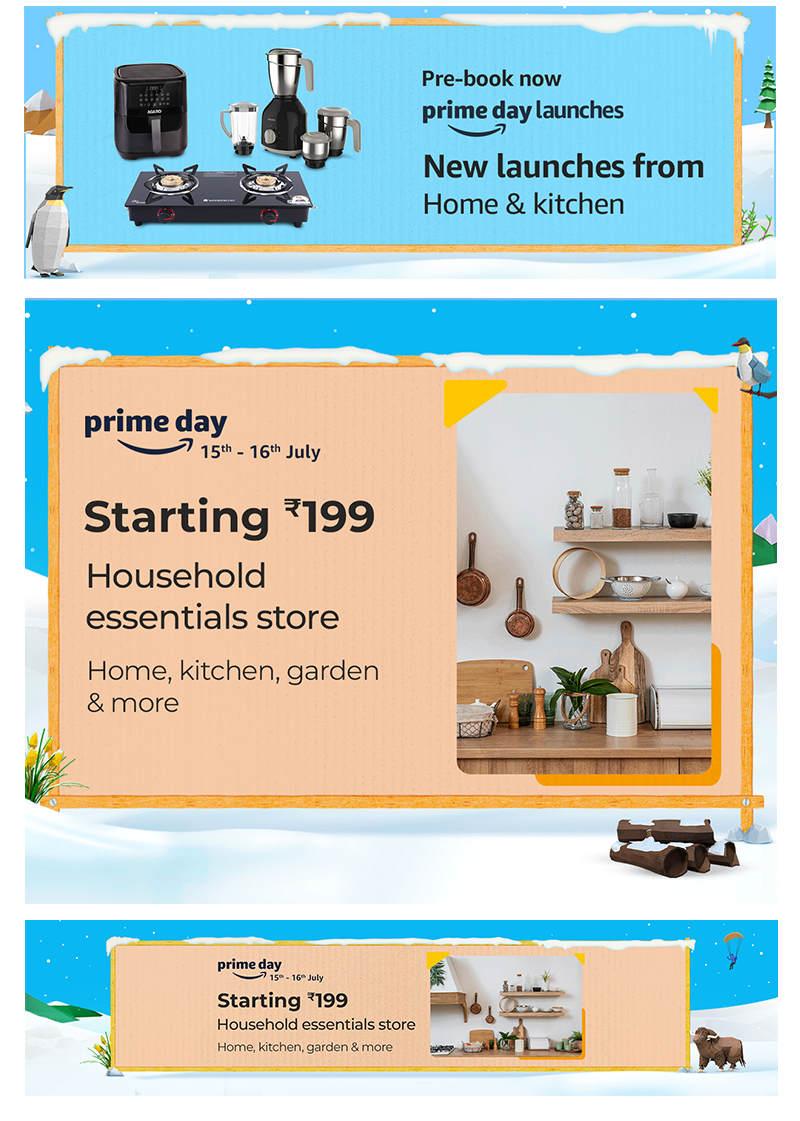 AGARO
Pre-book now
prime day launches
New launches from
Home & kitchen
prime day
15th - 16th July
Starting ₹199
Household
essentials store
Home, kitchen, garden
& more
prime day
15th - 16th July
Starting ₹199
Household essentials store
Home, kitchen, garden & more